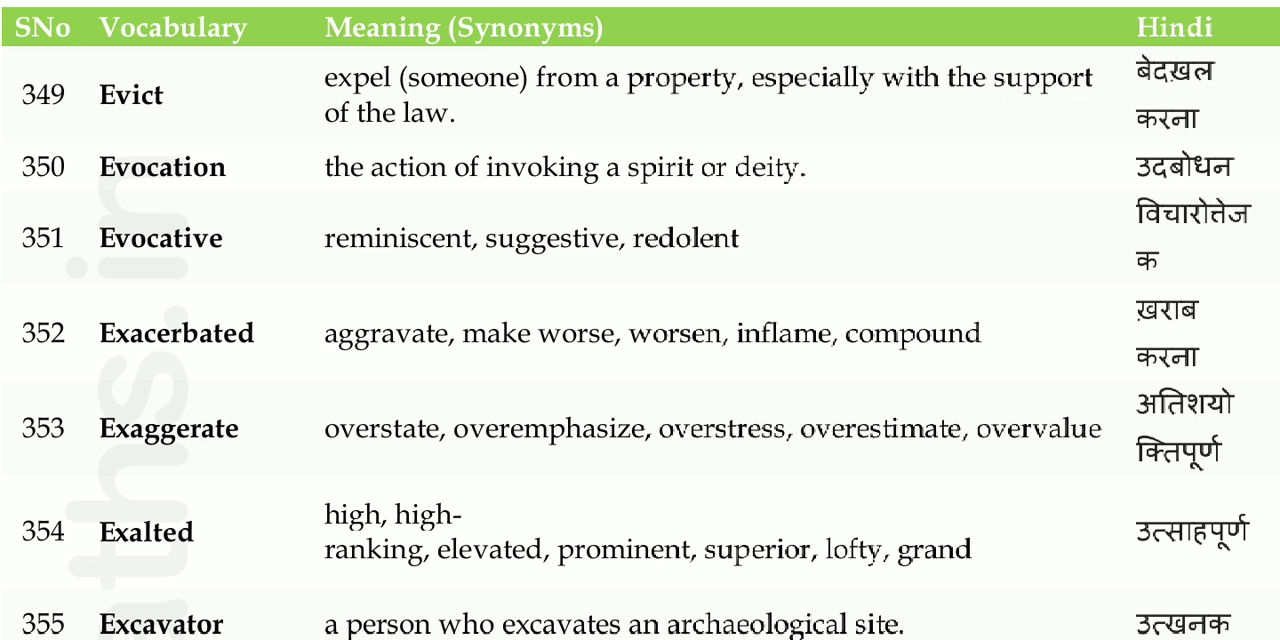 SNo Vocabulary Meaning (Synonyms) Hindi
349 Evict expel (someone) from a property, especially with the support of the law. बेदख़ल
करना
350 Evocation the action of invoking a spirit or deity. उदबोधन
351 Evocative reminiscent, suggestive, redolent विचारोत्तेज
क
352 Exacerbated aggravate, make worse, worsen, inflame, compound ख़राब
करना
353 Exaggerate overstate, overemphasize, overstress, overestimate, overvalue अतिशयो
क्तिपूर्ण
354 Exalted high, high-
ranking, elevated, prominent, superior, lofty, grand उत्साहपूर्ण
355 Excavator a person who excavates an archaeological site. उत्खनक
aths.in